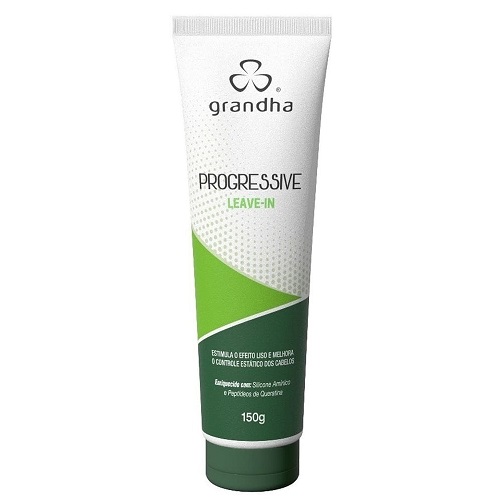 grandha®
PROGRESSIVE
LEAVE-IN
ESTIMULA O EFEITO LISO E MELHORA
O CONTROLE ESTÁTICO DOS CABELOS
Enriquecido com: Silicone Amínico
e Peptídeos de Queratina
150g